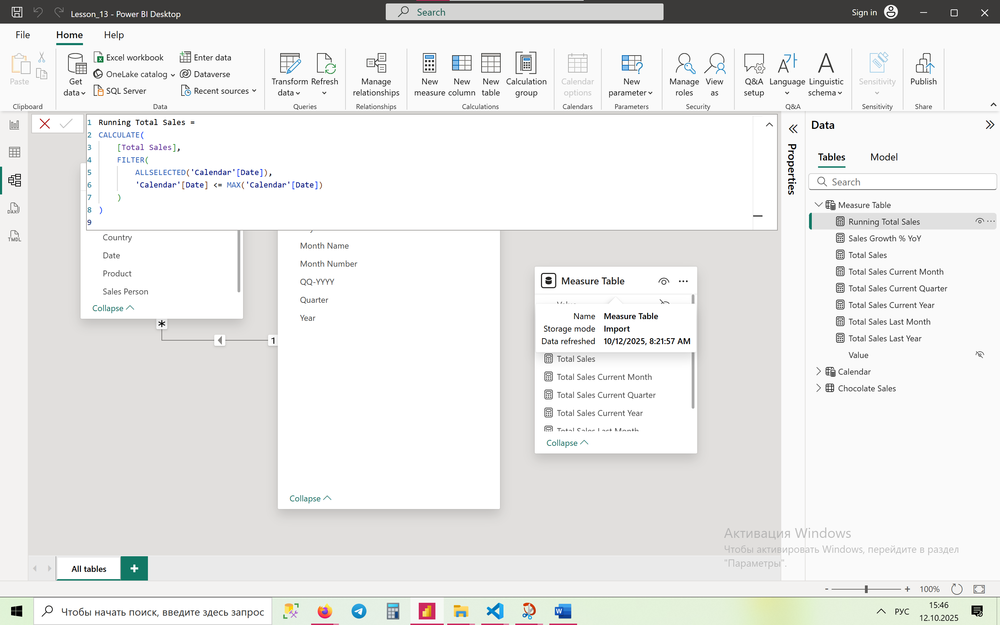 Lesson_13 - Power BI Desktop
Search
Sign in
File
Home
Help
Paste
Clipboard
Get data
Excel workbook
OneLake catalog
SQL Server
Enter data
Dataverse
Recent sources
Data
Transform data
Refresh
Queries
Manage relationships
Relationships
New measure
New column
New table
Calculation group
Calculations
Calendar options
Calendars
New parameter
Parameters
Manage roles
View as
Security
Q&A setup
Language
Linguistic schema
Q&A
Sensitivity
Sensitivity
Publish
Share
1 Running Total Sales =
2 CALCULATE(
3 [Total Sales],
4 FILTER(
5 ALLSELECTED('Calendar'[Date]),
6 'Calendar'[Date] <= MAX('Calendar'[Date])
7 )
8 )
9
DAX
TMDL
Country
Date
Product
Sales Person
Collapse
*
1
Month Name
Month Number
QQ-YYYY
Quarter
Year
Collapse
Measure Table
Name Measure Table
Storage mode Import
Data refreshed 10/12/2025, 8:21:57 AM
Total Sales
Total Sales Current Month
Total Sales Current Quarter
Total Sales Current Year
Total Sales Last Month
Collapse
Properties
Data
Tables
Model
Search
Measure Table
Running Total Sales
Sales Growth % YoY
Total Sales
Total Sales Current Month
Total Sales Current Quarter
Total Sales Current Year
Total Sales Last Month
Total Sales Last Year
Value
Calendar
Chocolate Sales
Активация Windows
Чтобы активировать Windows, перейдите в раздел
"Параметры".
All tables
100%
Чтобы начать поиск, введите здесь запрос
РУС
15:46
12.10.2025